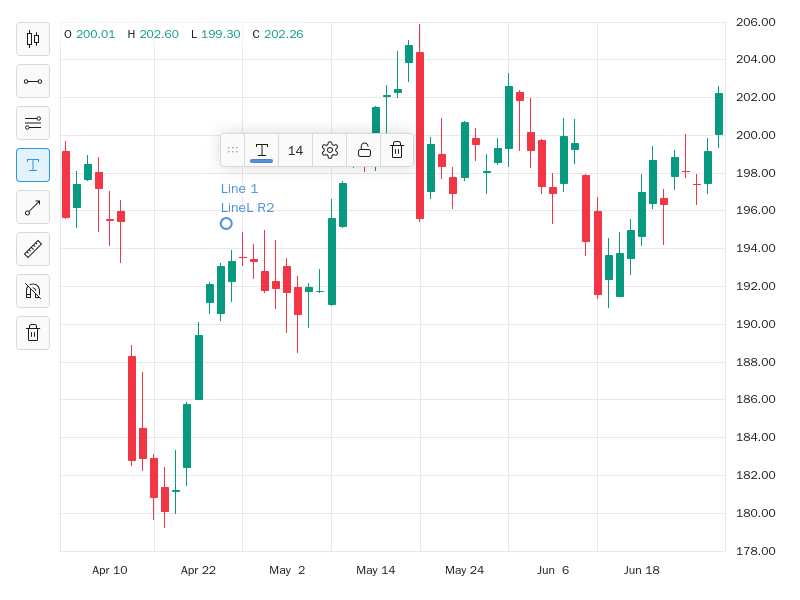 O 200.01 H 202.60 L 199.30 C 202.26
T 14
T
Line 1
LineL R2
206.00
204.00
202.00
200.00
198.00
196.00
194.00
192.00
190.00
188.00
186.00
184.00
182.00
180.00
178.00
Apr 10 Apr 22 May 2 May 14 May 24 Jun 6 Jun 18